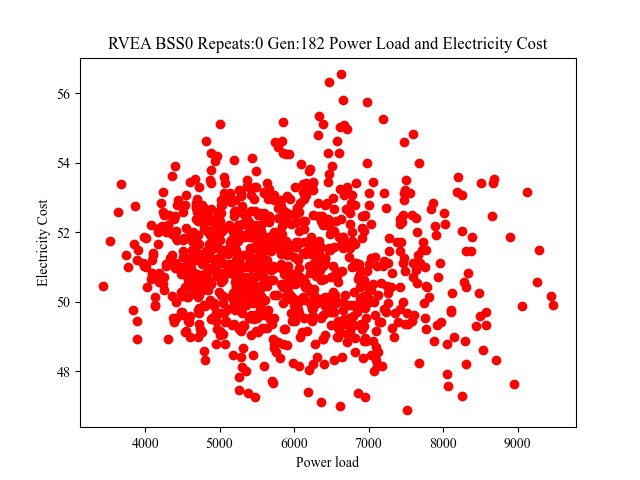 RVEA BSS0 Repeats:0 Gen:182 Power Load and Electricity Cost
Electricity Cost
56
54
52
50
48
4000 5000 6000 7000 8000 9000
Power load